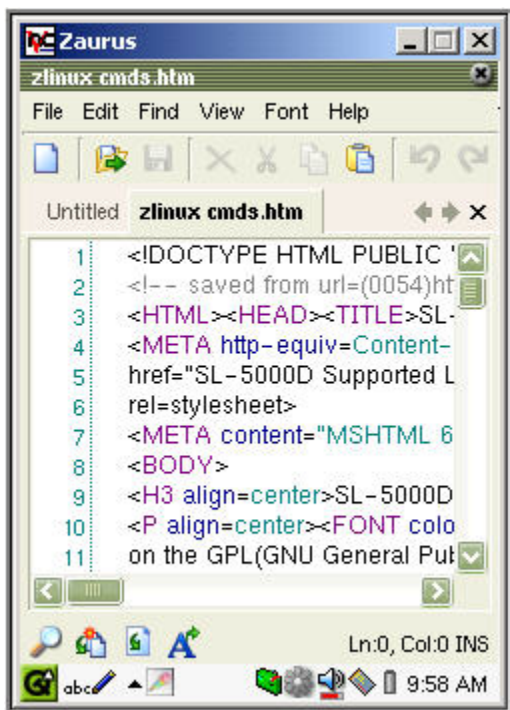 Zaurus
zlinux cmds.htm
File Edit Find View Font Help
Untitled zlinux cmds.htm
1 <!DOCTYPE HTML PUBLIC "
2 <!-- saved from url=(0054)ht
3 <HTML><HEAD><TITLE>SL-
4 <META http-equiv=Content-
5 href="SL-5000D Supported L
6 rel=stylesheet>
7 <META content="MSHTML 6
8 <BODY>
9 <H3 align=center>SL-5000D
10 <P align=center><FONT colo
11 on the GPL(GNU General Pub
Ln:0, Col:0 INS
abc 9:58 AM